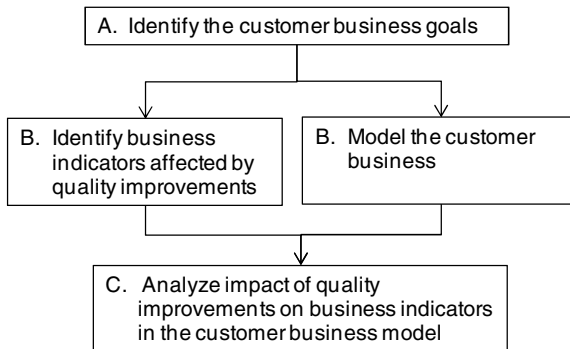 A. Identify the customer business goals
B. Identify business
indicators affected by
quality improvements
B. Model the customer
business
C. Analyze impact of quality
improvements on business indicators
in the customer business model